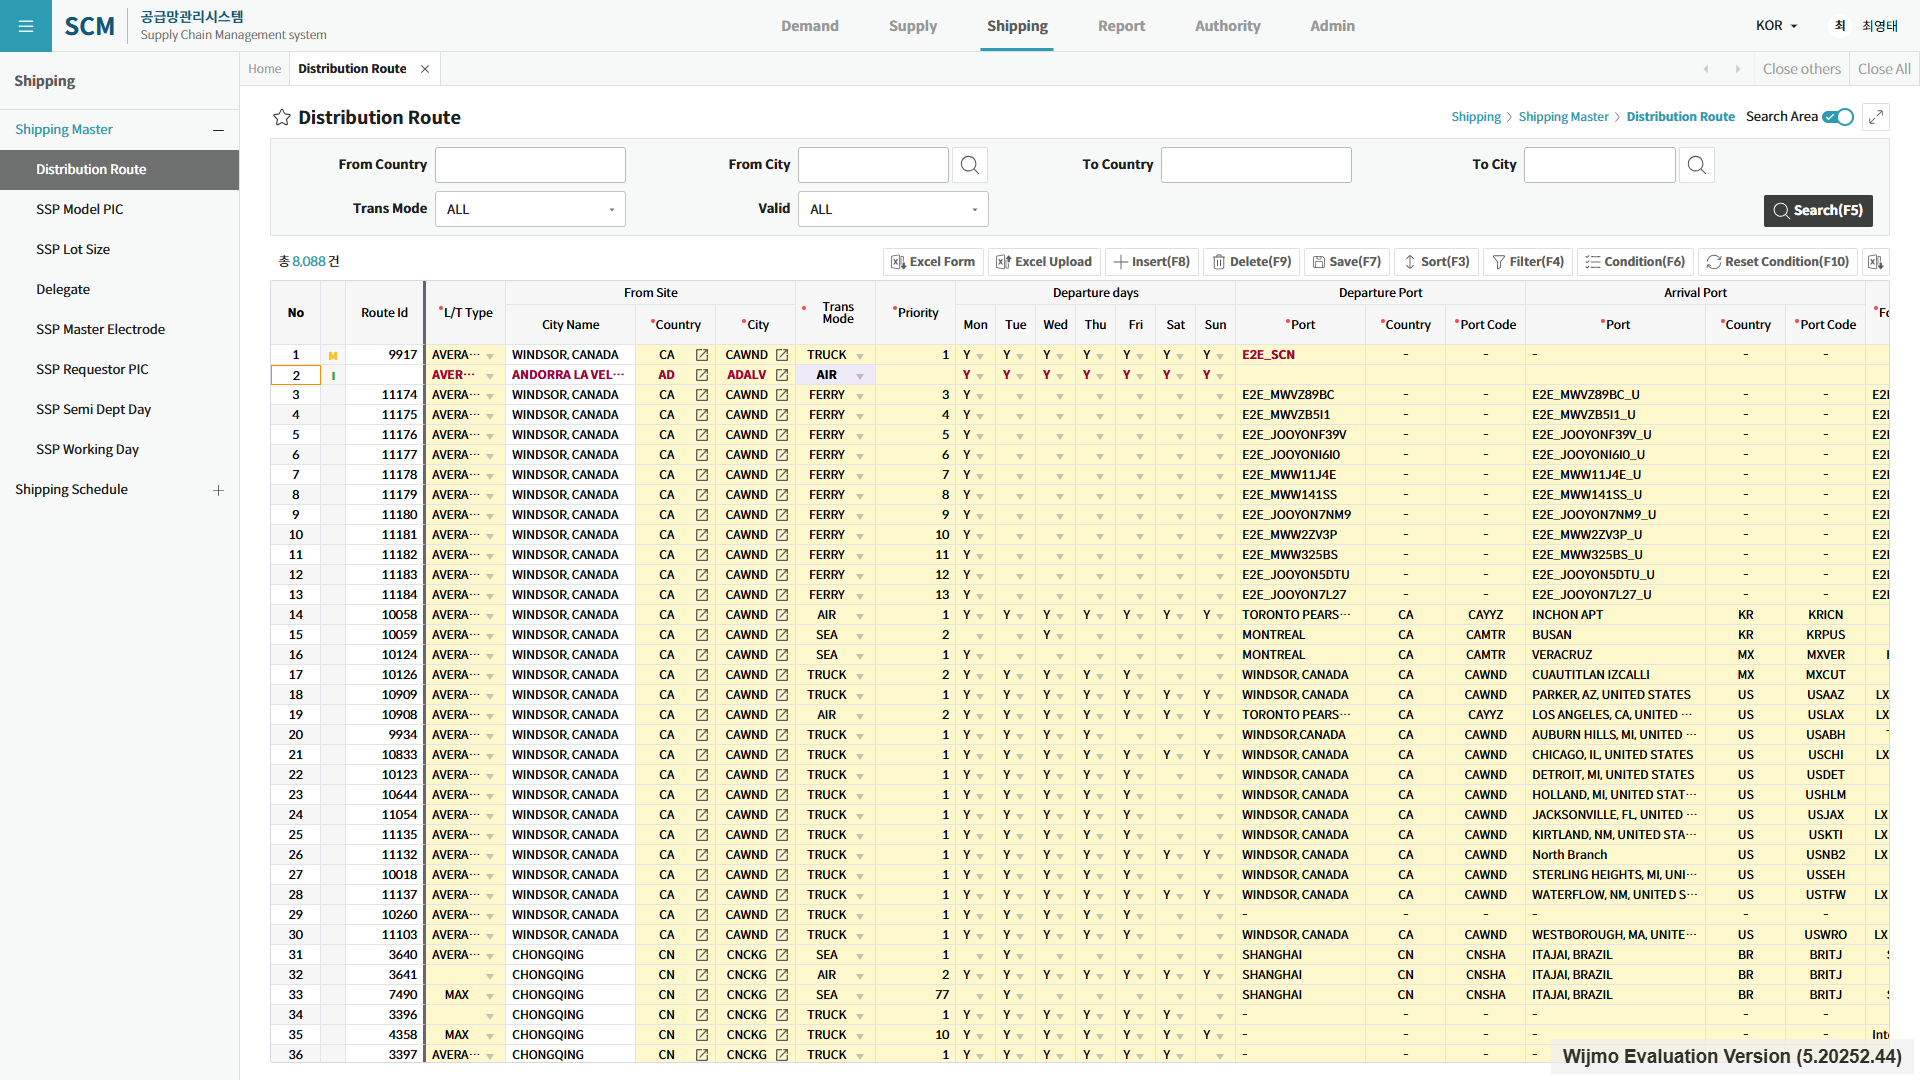 SCM 공급망관리시스템
Supply Chain Management system
Demand Supply Shipping Report Authority Admin
KOR 최 최영태
Shipping
Home Distribution Route Close others Close All
Shipping Master
Distribution Route
SSP Model PIC
SSP Lot Size
Delegate
SSP Master Electrode
SSP Requestor PIC
SSP Semi Dept Day
SSP Working Day
Shipping Schedule
Distribution Route
Shipping > Shipping Master > Distribution Route Search Area
From Country From City To Country To City
Trans Mode ALL Valid ALL Search(F5)
총 8,088 건
Excel Form Excel Upload Insert(F8) Delete(F9) Save(F7) Sort(F3) Filter(F4) Condition(F6) Reset Condition(F10)
No Route Id *L/T Type From Site *Trans Mode *Priority Departure days Departure Port Arrival Port
City Name *Country *City Mon Tue Wed Thu Fri Sat Sun *Port *Country *Port Code *Port *Country *Port Code
1 M 9917 AVERA··· WINDSOR, CANADA CA CAWND TRUCK 1 Y Y Y Y Y Y Y E2E_SCN - - - - -
2 I AVER··· ANDORRA LA VEL··· AD ADALV AIR Y Y Y Y Y Y Y
3 11174 AVERA··· WINDSOR, CANADA CA CAWND FERRY 3 Y E2E_MWVZ89BC - - E2E_MWVZ89BC_U - -
4 11175 AVERA··· WINDSOR, CANADA CA CAWND FERRY 4 Y E2E_MWVZB5I1 - - E2E_MWVZB5I1_U - -
5 11176 AVERA··· WINDSOR, CANADA CA CAWND FERRY 5 Y E2E_JOOYONF39V - - E2E_JOOYONF39V_U - -
6 11177 AVERA··· WINDSOR, CANADA CA CAWND FERRY 6 Y E2E_JOOYONI6I0 - - E2E_JOOYONI6I0_U - -
7 11178 AVERA··· WINDSOR, CANADA CA CAWND FERRY 7 Y E2E_MWW11J4E - - E2E_MWW11J4E_U - -
8 11179 AVERA··· WINDSOR, CANADA CA CAWND FERRY 8 Y E2E_MWW141SS - - E2E_MWW141SS_U - -
9 11180 AVERA··· WINDSOR, CANADA CA CAWND FERRY 9 Y E2E_JOOYON7NM9 - - E2E_JOOYON7NM9_U - -
10 11181 AVERA··· WINDSOR, CANADA CA CAWND FERRY 10 Y E2E_MWW2ZV3P - - E2E_MWW2ZV3P_U - -
11 11182 AVERA··· WINDSOR, CANADA CA CAWND FERRY 11 Y E2E_MWW325BS - - E2E_MWW325BS_U - -
12 11183 AVERA··· WINDSOR, CANADA CA CAWND FERRY 12 Y E2E_JOOYON5DTU - - E2E_JOOYON5DTU_U - -
13 11184 AVERA··· WINDSOR, CANADA CA CAWND FERRY 13 Y E2E_JOOYON7L27 - - E2E_JOOYON7L27_U - -
14 10058 AVERA··· WINDSOR, CANADA CA CAWND AIR 1 Y Y Y Y Y Y Y TORONTO PEARS··· CA CAYYZ INCHON APT KR KRICN
15 10059 AVERA··· WINDSOR, CANADA CA CAWND SEA 2 Y MONTREAL CA CAMTR BUSAN KR KRPUS
16 10124 AVERA··· WINDSOR, CANADA CA CAWND SEA 1 Y MONTREAL CA CAMTR VERACRUZ MX MXVER
17 10126 AVERA··· WINDSOR, CANADA CA CAWND TRUCK 2 Y Y Y Y Y WINDSOR, CANADA CA CAWND CUAUTITLAN IZCALLI MX MXCUT
18 10909 AVERA··· WINDSOR, CANADA CA CAWND TRUCK 1 Y Y Y Y Y Y Y WINDSOR, CANADA CA CAWND PARKER, AZ, UNITED STATES US USAAZ LX
19 10908 AVERA··· WINDSOR, CANADA CA CAWND AIR 2 Y Y Y Y Y Y Y TORONTO PEARS··· CA CAYYZ LOS ANGELES, CA, UNITED ··· US USLAX LX
20 9934 AVERA··· WINDSOR, CANADA CA CAWND TRUCK 1 Y Y Y Y WINDSOR,CANADA CA CAWND AUBURN HILLS, MI, UNITED ··· US USABH
21 10833 AVERA··· WINDSOR, CANADA CA CAWND TRUCK 1 Y Y Y Y Y Y Y WINDSOR, CANADA CA CAWND CHICAGO, IL, UNITED STATES US USCHI LX
22 10123 AVERA··· WINDSOR, CANADA CA CAWND TRUCK 1 Y Y Y Y Y WINDSOR, CANADA CA CAWND DETROIT, MI, UNITED STATES US USDET
23 10644 AVERA··· WINDSOR, CANADA CA CAWND TRUCK 1 Y Y Y Y Y WINDSOR, CANADA CA CAWND HOLLAND, MI, UNITED STAT··· US USHLM
24 11054 AVERA··· WINDSOR, CANADA CA CAWND TRUCK 1 Y Y Y Y Y WINDSOR, CANADA CA CAWND JACKSONVILLE, FL, UNITED ··· US USJAX LX
25 11135 AVERA··· WINDSOR, CANADA CA CAWND TRUCK 1 Y Y Y Y Y WINDSOR, CANADA CA CAWND KIRTLAND, NM, UNITED STA··· US USKTI LX
26 11132 AVERA··· WINDSOR, CANADA CA CAWND TRUCK 1 Y Y Y Y Y Y Y WINDSOR, CANADA CA CAWND North Branch US USNB2 LX
27 10018 AVERA··· WINDSOR, CANADA CA CAWND TRUCK 1 Y Y Y Y Y WINDSOR, CANADA CA CAWND STERLING HEIGHTS, MI, UNI··· US USSEH
28 11137 AVERA··· WINDSOR, CANADA CA CAWND TRUCK 1 Y Y Y Y Y Y Y WINDSOR, CANADA CA CAWND WATERFLOW, NM, UNITED S··· US USTFW LX
29 10260 AVERA··· WINDSOR, CANADA CA CAWND TRUCK 1 Y Y Y Y Y - - - - - -
30 11103 AVERA··· WINDSOR, CANADA CA CAWND TRUCK 1 Y Y Y Y Y WINDSOR, CANADA CA CAWND WESTBOROUGH, MA, UNITE··· US USWRO LX
31 3640 AVERA··· CHONGQING CN CNCKG SEA 1 Y SHANGHAI CN CNSHA ITAJAI, BRAZIL BR BRITJ
32 3641 CHONGQING CN CNCKG AIR 2 Y Y Y Y Y Y Y SHANGHAI CN CNSHA ITAJAI, BRAZIL BR BRITJ
33 7490 MAX CHONGQING CN CNCKG SEA 77 Y SHANGHAI CN CNSHA ITAJAI, BRAZIL BR BRITJ
34 3396 CHONGQING CN CNCKG TRUCK 1 Y Y Y Y Y Y - - - - - -
35 4358 MAX CHONGQING CN CNCKG TRUCK 10 Y Y Y Y Y Y Y - - - - - -
36 3397 AVERA··· CHONGQING CN CNCKG TRUCK 1 Y Y Y Y Y Y - - - -
Wijmo Evaluation Version (5.20252.44)